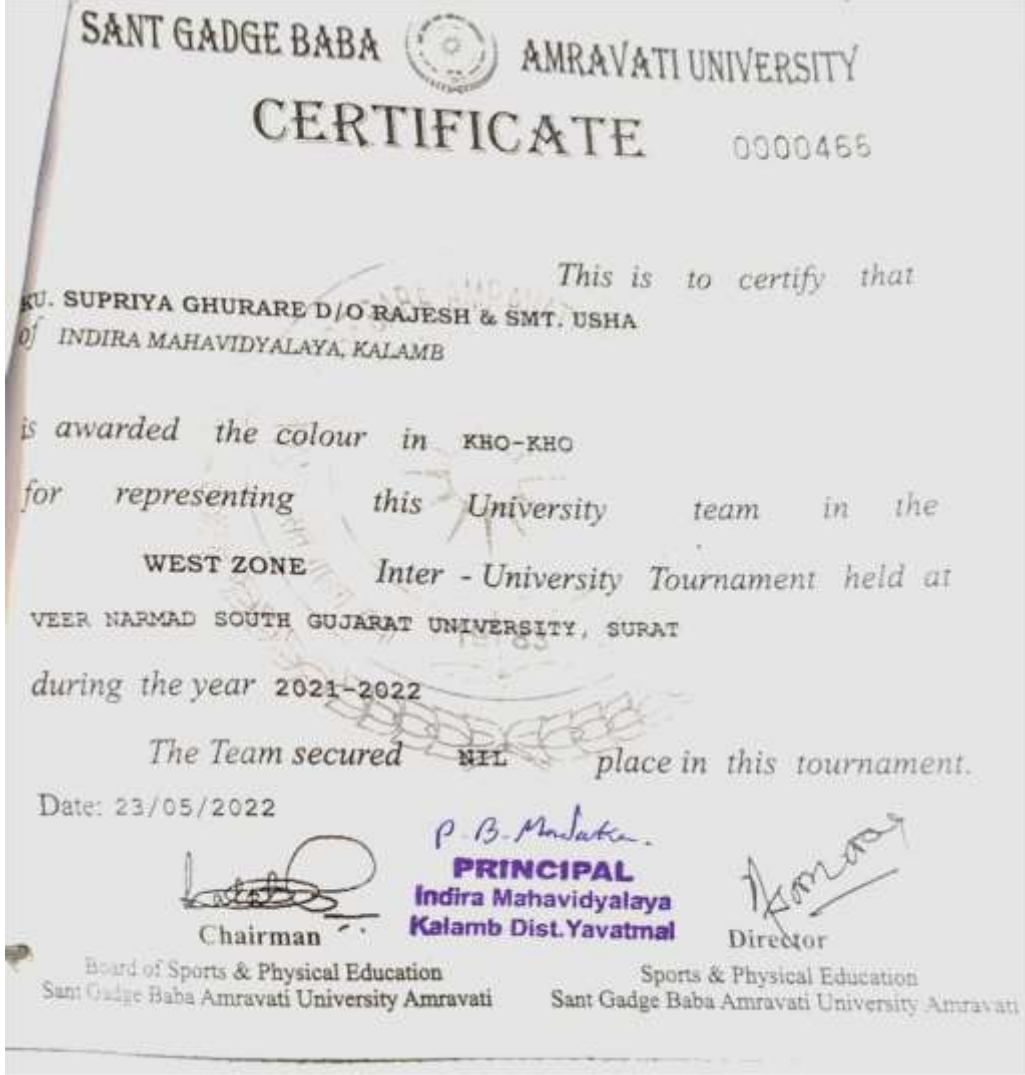 SANT GADGE BABA AMRAVATI UNIVERSITY
CERTIFICATE 0000466
This is to certify that
KU. SUPRIYA GHURARE D/O RAJESH & SMT. USHA
of INDIRA MAHAVIDYALAYA, KALAMB
is awarded the colour in KHO-KHO
for representing this University team in the
WEST ZONE Inter - University Tournament held at
VEER NARMAD SOUTH GUJARAT UNIVERSITY, SURAT
during the year 2021-2022
The Team secured NIL place in this tournament.
Date: 23/05/2022
P. B.
PRINCIPAL
Indira Mahavidyalaya
Kalamb Dist. Yavatmal
Chairman
Board of Sports & Physical Education
Sant Gadge Baba Amravati University Amravati
Director
Sports & Physical Education
Sant Gadge Baba Amravati University Amravati